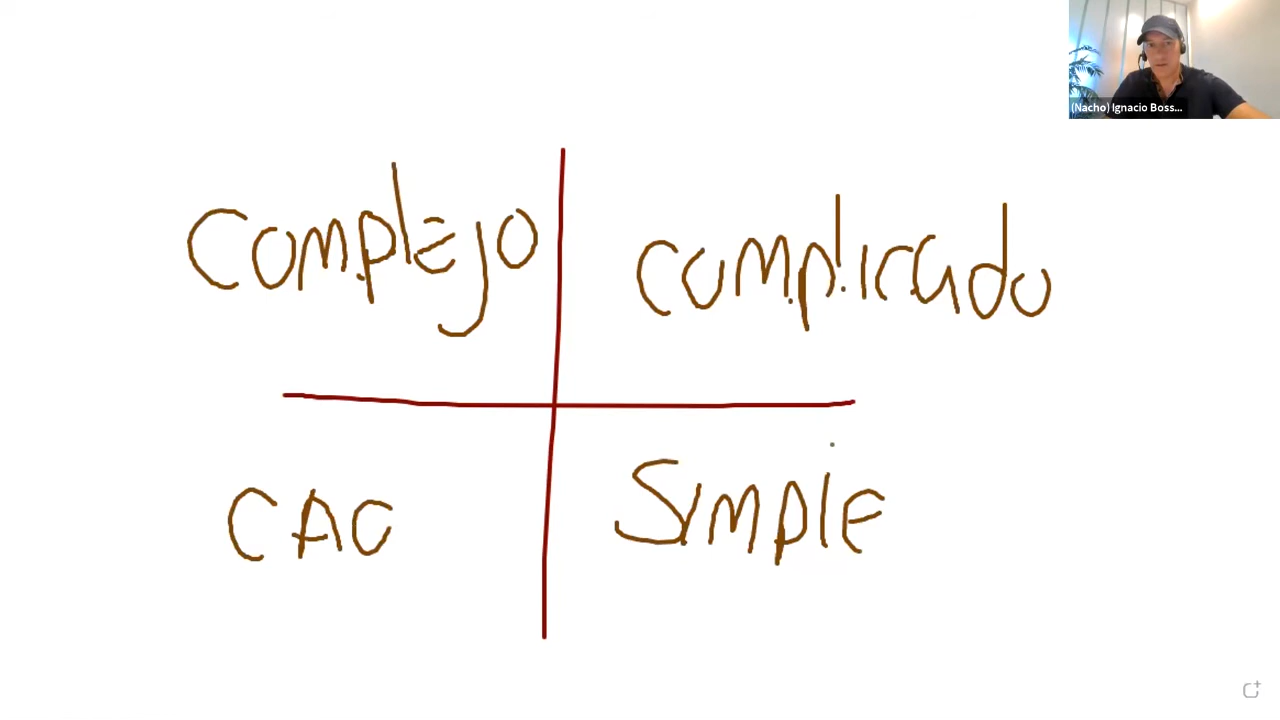 (Nacho) Ignacio Boss...
COMPLEJO
COMPLICADO
CAO
SIMPLE